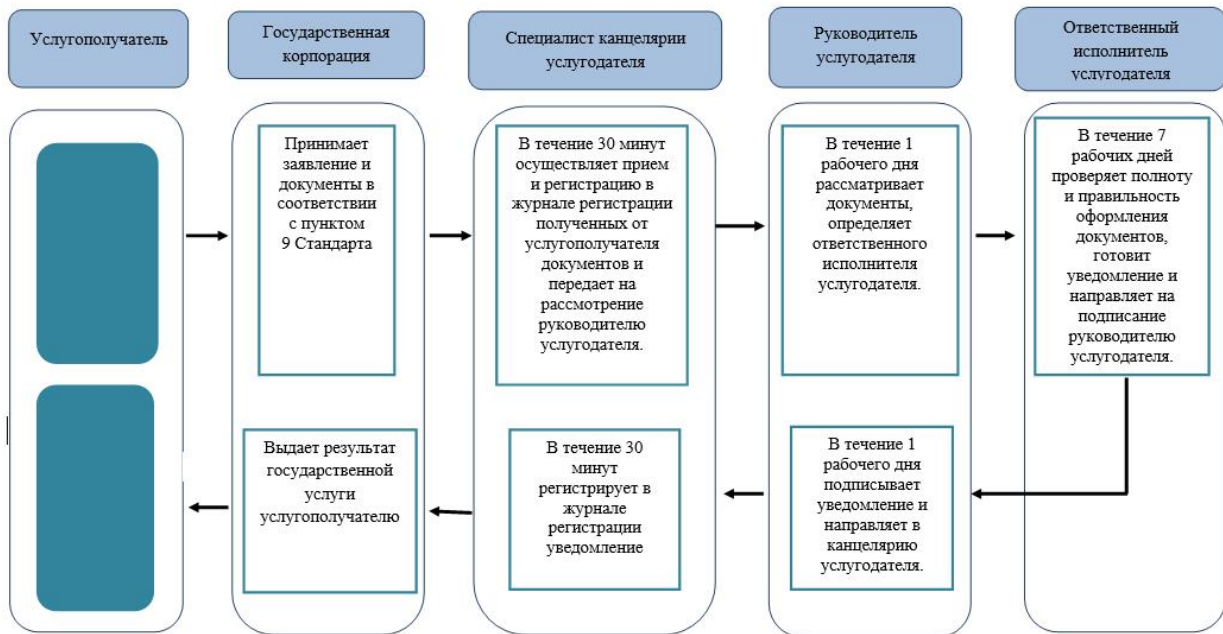 Услугополучатель
Государственная
корпорация
Специалист канцелярии
услугодателя
Руководитель
услугодателя
Ответственный
исполнитель
услугодателя
Принимает
заявление и
документы в
соответствии
с пунктом
9 Стандарта
В течение 30 минут
осуществляет прием
и регистрацию в
журнале регистрации
полученных от
услугополучателя
документов и
передает на
рассмотрение
руководителю
услугодателя.
В течение 1
рабочего дня
рассматривает
документы,
определяет
ответственного
исполнителя
услугодателя.
В течение 7
рабочих дней
проверяет полноту
и правильность
оформления
документов,
готовит
уведомление и
направляет на
подписание
руководителю
услугодателя.
Выдает результат
государственной
услуги
услугополучателю
В течение 30
минут
регистрирует в
журнале
регистрации
уведомление
В течение 1
рабочего дня
подписывает
уведомление и
направляет в
канцелярию
услугодателя.